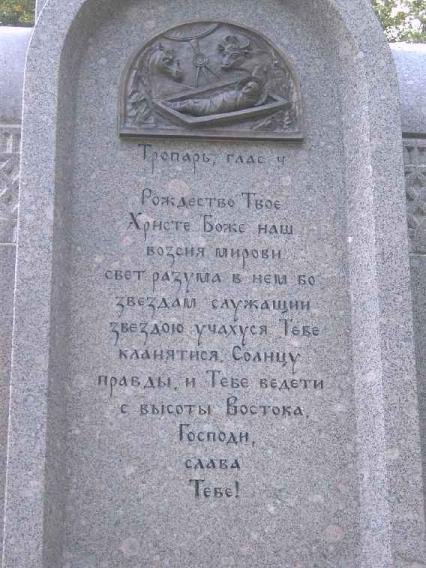 Тропарь, глас ч
Рождество Твое
Христе Боже наш
возсия мирови
свет разума в нем бо
звездам служащии
звездою учахуся Тебе
кланятися, Солнцу
правды, и Тебе ведети
с высоты Востока,
Господи,
слава
Тебе!